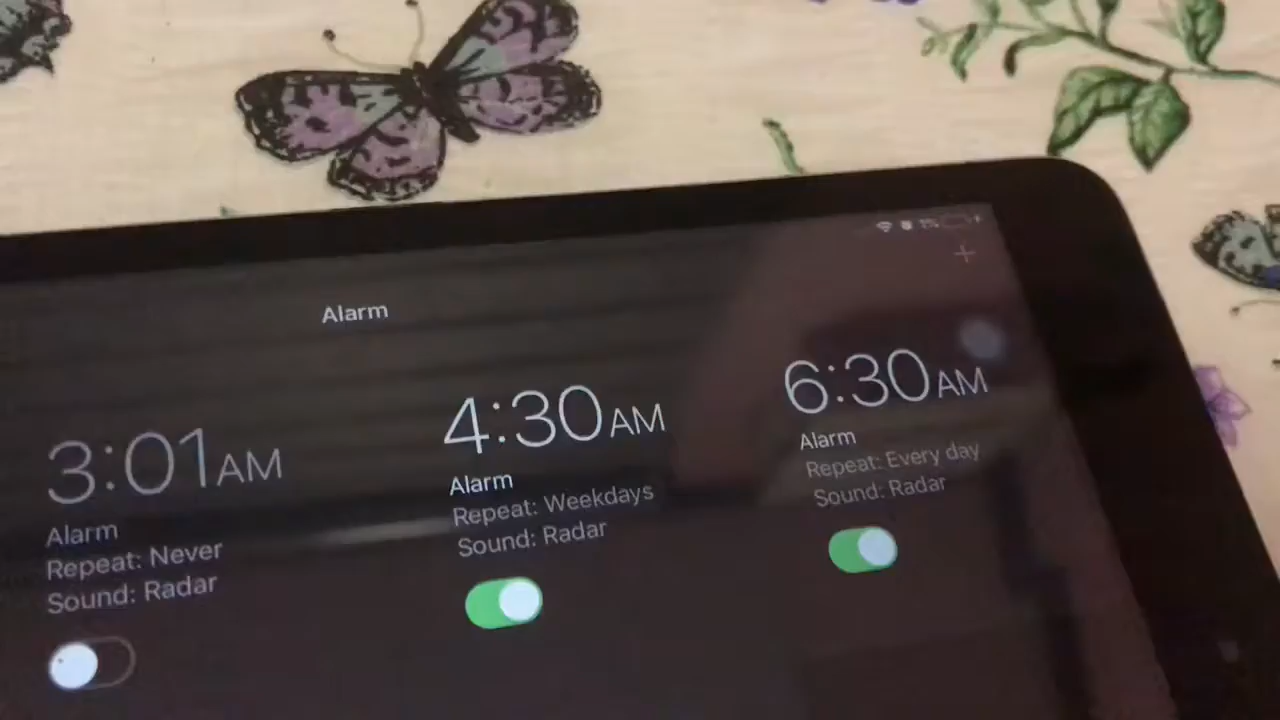 Alarm
3:01AM
Alarm
Repeat: Never
Sound: Radar
4:30AM
Alarm
Repeat: Weekdays
Sound: Radar
6:30AM
Alarm
Repeat: Every day
Sound: Radar